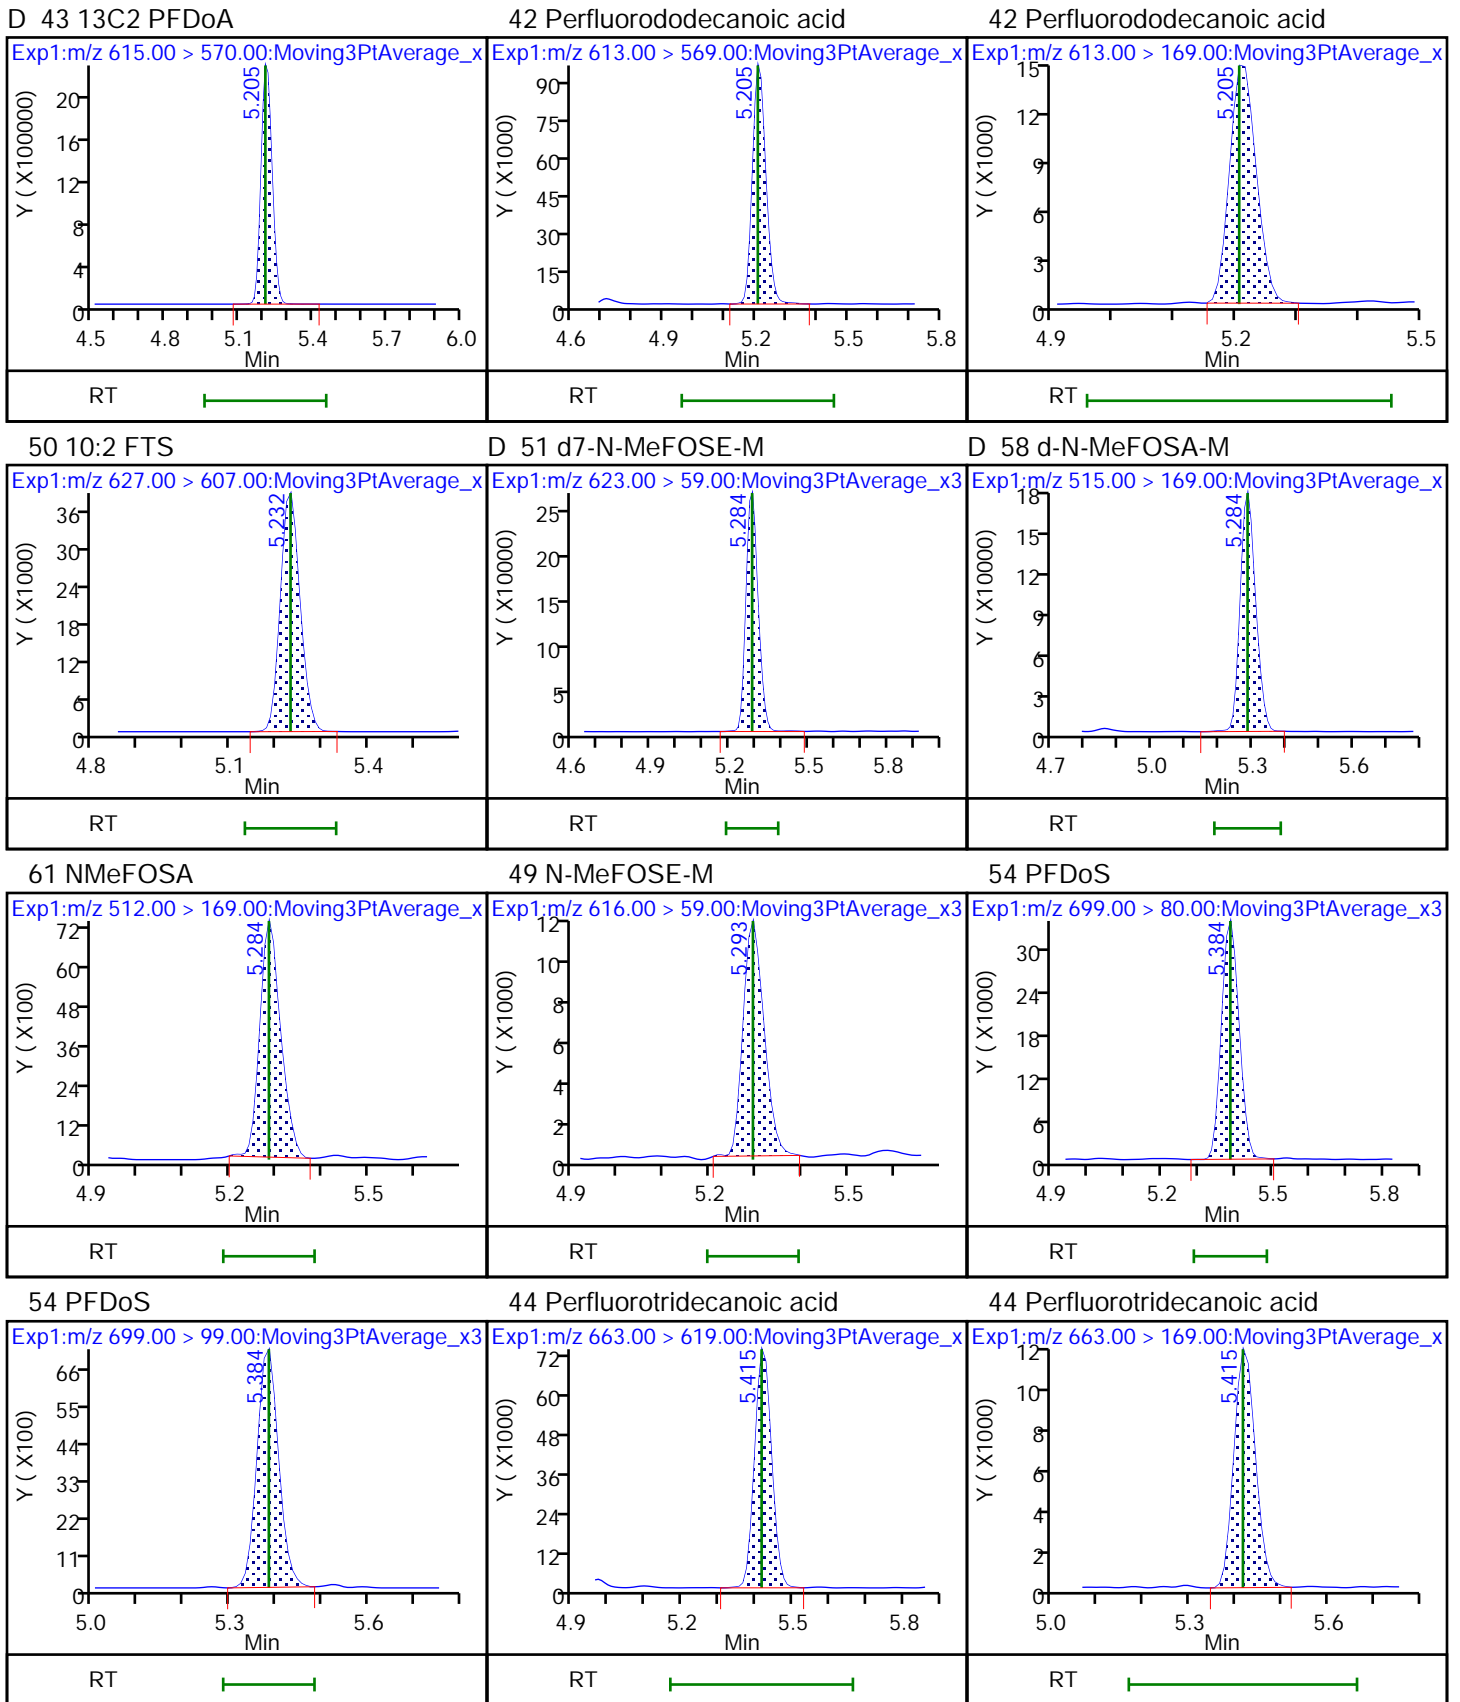 D 43 13C2 PFDoA
Exp1:m/z 615.00 > 570.00:Moving3PtAverage_x
5.205
Y ( X100000)
20
16
12
8
4
0
4.5 4.8 5.1 5.4 5.7 6.0
Min
RT
42 Perfluorododecanoic acid
Exp1:m/z 613.00 > 569.00:Moving3PtAverage_x
5.205
Y ( X1000)
90
75
60
45
30
15
0
4.6 4.9 5.2 5.5 5.8
Min
RT
42 Perfluorododecanoic acid
Exp1:m/z 613.00 > 169.00:Moving3PtAverage_x
5.205
Y ( X1000)
15
12
9
6
3
0
4.9 5.2 5.5
Min
RT
50 10:2 FTS
Exp1:m/z 627.00 > 607.00:Moving3PtAverage_x
5.232
Y ( X10000)
36
30
24
18
12
6
0
4.8 5.1 5.4
Min
RT
D 51 d7-N-MeFOSE-M
Exp1:m/z 623.00 > 59.00:Moving3PtAverage_x3
5.284
Y ( X10000)
25
20
15
10
5
0
4.6 4.9 5.2 5.5 5.8
Min
RT
D 58 d-N-MeFOSA-M
Exp1:m/z 515.00 > 169.00:Moving3PtAverage_x
5.284
Y ( X10000)
18
15
12
9
6
3
0
4.7 5.0 5.3 5.6
Min
RT
61 NMeFOSA
Exp1:m/z 512.00 > 169.00:Moving3PtAverage_x
5.284
Y ( X100)
72
60
48
36
24
12
0
4.9 5.2 5.5
Min
RT
49 N-MeFOSE-M
Exp1:m/z 616.00 > 59.00:Moving3PtAverage_x3
5.293
Y ( X1000)
12
10
8
6
4
2
0
4.9 5.2 5.5
Min
RT
54 PFDoS
Exp1:m/z 699.00 > 80.00:Moving3PtAverage_x3
5.384
Y ( X1000)
30
24
18
12
6
0
4.9 5.2 5.5 5.8
Min
RT
54 PFDoS
Exp1:m/z 699.00 > 99.00:Moving3PtAverage_x3
5.384
Y ( X100)
66
55
44
33
22
11
0
5.0 5.3 5.6
Min
RT
44 Perfluorotridecanoic acid
Exp1:m/z 663.00 > 619.00:Moving3PtAverage_x
5.415
Y ( X1000)
72
60
48
36
24
12
0
4.9 5.2 5.5 5.8
Min
RT
44 Perfluorotridecanoic acid
Exp1:m/z 663.00 > 169.00:Moving3PtAverage_x
5.415
Y ( X1000)
12
10
8
6
4
2
0
5.0 5.3 5.6
Min
RT